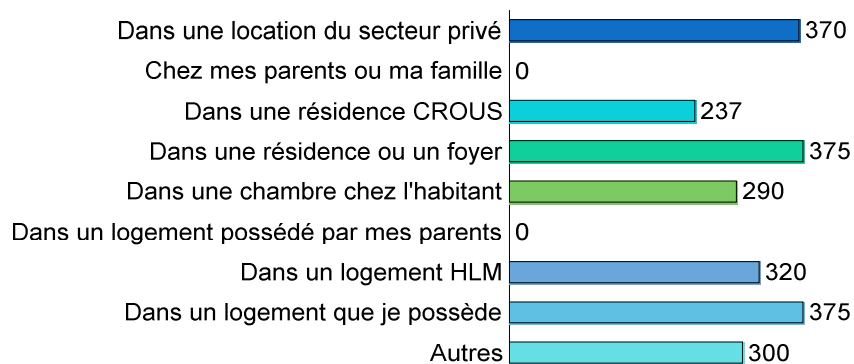 Dans une location du secteur privé 370
Chez mes parents ou ma famille 0
Dans une résidence CROUS 237
Dans une résidence ou un foyer 375
Dans une chambre chez l'habitant 290
Dans un logement possédé par mes parents 0
Dans un logement HLM 320
Dans un logement que je possède 375
Autres 300